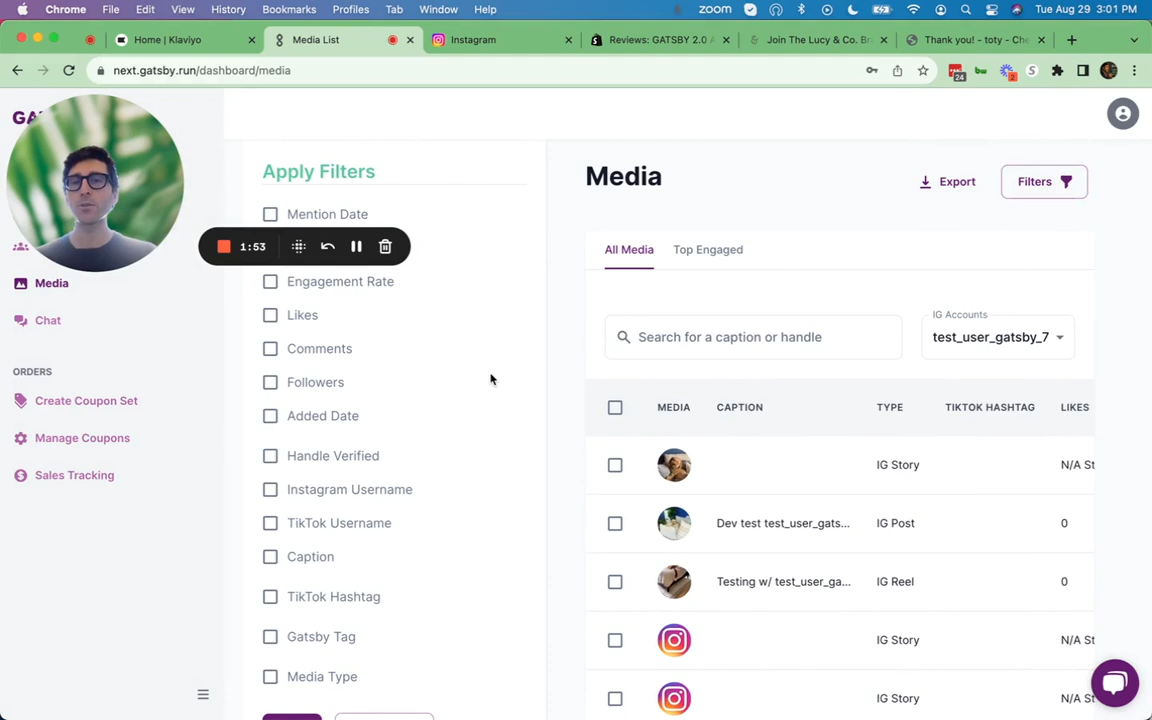 Chrome File Edit View History Bookmarks Profiles Tab Window Help zoom Tue Aug 29 3:01 PM
Home | Klaviyo Media List Instagram Reviews: GATSBY 2.0 Join The Lucy & Co. Br Thank you! - toty - Che
next.gatsby.run/dashboard/media 24 2
GA
1:53
Media
Chat
ORDERS
Create Coupon Set
Manage Coupons
Sales Tracking
Apply Filters
Mention Date
Engagement Rate
Likes
Comments
Followers
Added Date
Handle Verified
Instagram Username
TikTok Username
Caption
TikTok Hashtag
Gatsby Tag
Media Type
Media
Export
Filters
All Media Top Engaged
Search for a caption or handle
IG Accounts
test_user_gatsby_7
MEDIA CAPTION TYPE TIKTOK HASHTAG LIKES
IG Story N/A St
Dev test test_user_gats... IG Post 0
Testing w/ test_user_ga... IG Reel 0
IG Story N/A St
IG Story N/A St